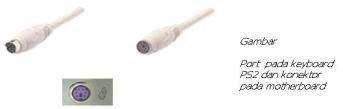 Gambar
Port pada keyboard
PS2 dan konektor
pada motherboard